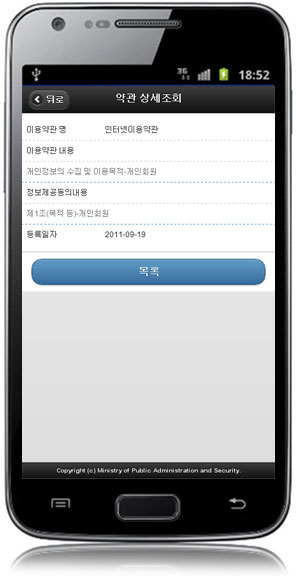 3G 18:52
뒤로 약관 상세조회
이용약관 명 인터넷이용약관
이용약관 내용
개인정보의 수집 및 이용목적-개인회원
정보제공동의내용
제1조(목적 등)-개인회원
등록일자 2011-09-19
목록
Copyright (c) Ministry of Public Administration and Security.